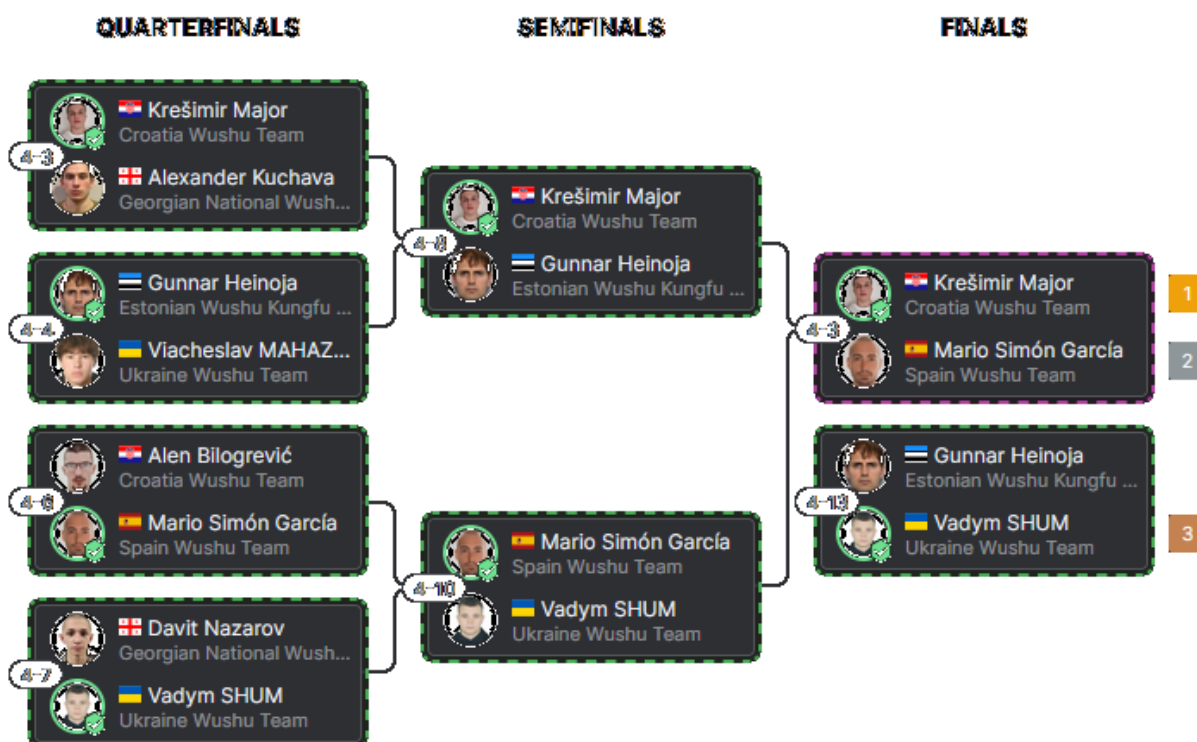 QUARTERFINALS
SEMIFINALS
FINALS
Krešimir Major
Croatia Wushu Team
4-3
Alexander Kuchava
Georgian National Wush...
Gunnar Heinoja
Estonian Wushu Kungfu ...
4-4
Viacheslav MAHAZ...
Ukraine Wushu Team
Alen Bilogrević
Croatia Wushu Team
4-6
Mario Simón García
Spain Wushu Team
Davit Nazarov
Georgian National Wush...
4-7
Vadym SHUM
Ukraine Wushu Team
Krešimir Major
Croatia Wushu Team
Gunnar Heinoja
Estonian Wushu Kungfu ...
Mario Simón García
Spain Wushu Team
4-10
Vadym SHUM
Ukraine Wushu Team
Krešimir Major
Croatia Wushu Team
1
4-3
Mario Simón García
Spain Wushu Team
2
Gunnar Heinoja
Estonian Wushu Kungfu ...
4-13
Vadym SHUM
Ukraine Wushu Team
3